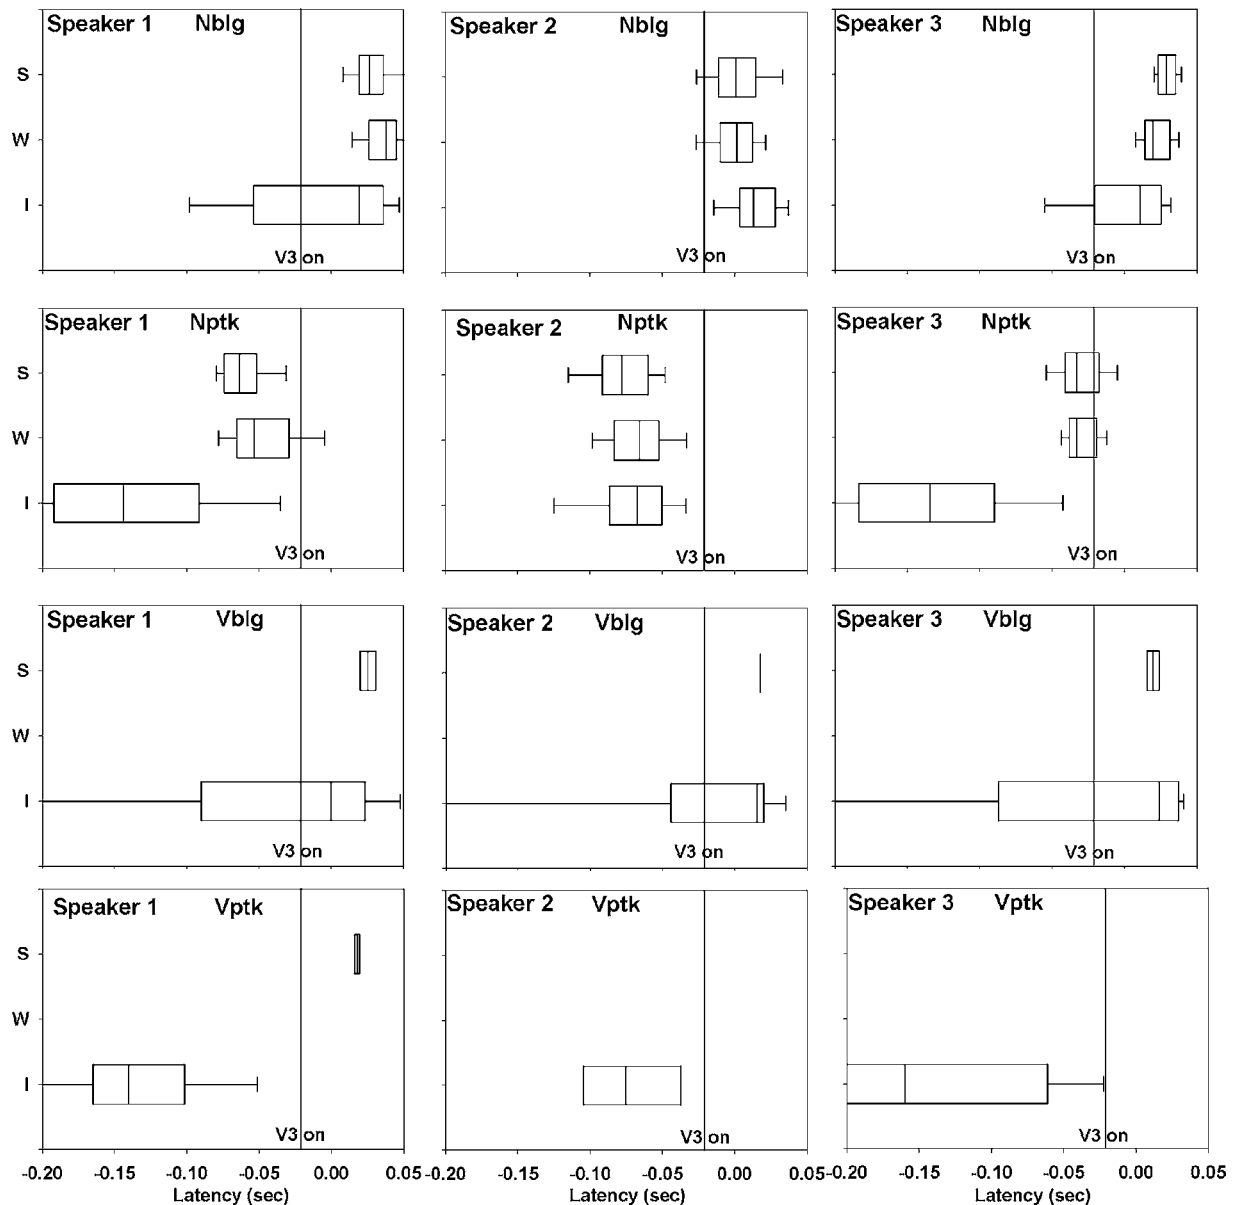 Speaker 1 Nblg Speaker 2 Nblg Speaker 3 Nblg
S
W
I
V3 on V3 on V3 on
Speaker 1 Nptk Speaker 2 Nptk Speaker 3 Nptk
S
W
I
V3 on V3 on V3 on
Speaker 1 Vblg Speaker 2 Vblg Speaker 3 Vblg
S
W
I
V3 on V3 on V3 on
Speaker 1 Vptk Speaker 2 Vptk Speaker 3 Vptk
S
W
I
V3 on V3 on V3 on
-0.20 -0.15 -0.10 -0.05 0.00 0.05 -0.20 -0.15 -0.10 -0.05 0.00 0.05 -0.20 -0.15 -0.10 -0.05 0.00 0.05
Latency (sec) Latency (sec) Latency (sec)